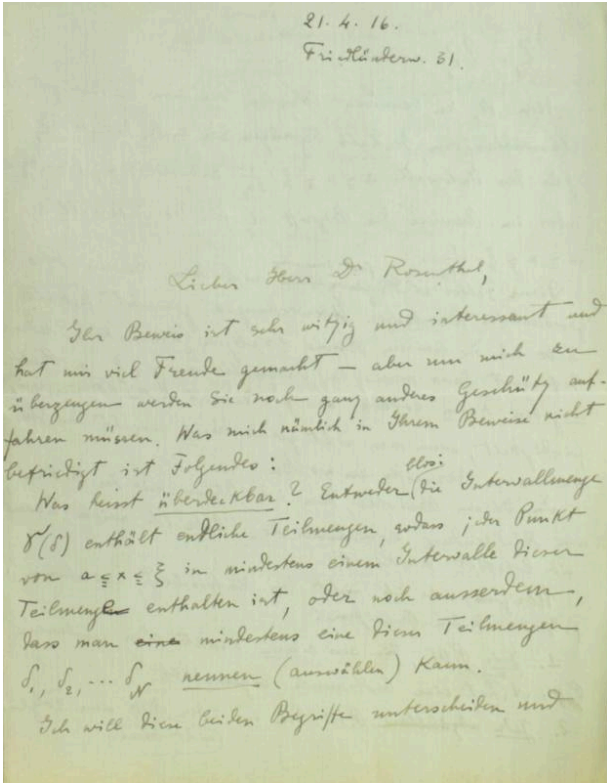 21. 4. 16.
Friedländerw. 31.
Lieber Herr Dr Rosenthal,
Ihr Beweis ist sehr witzig und interessant und
hat mir viel Freude gemacht — aber um mich zu
überzeugen werden Sie noch ganz anderes Geschütz auf-
fahren müssen. Was mich nämlich in Ihrem Beweise nicht
befriedigt ist Folgendes:
Was heisst überdeckbar? Entweder (blos: die Intervallmenge
γ(δ) enthält endliche Teilmengen, sodass jeder Punkt
von a ≦ x ≦ ξ in mindestens einem Intervalle dieser
Teilmenge enthalten ist, oder noch ausserdem,
dass man mindestens eine dieser Teilmengen
δ₁, δ₂, ... δ_N nennen (auswählen) kann.
Ich will diese beiden Begriffe unterscheiden und